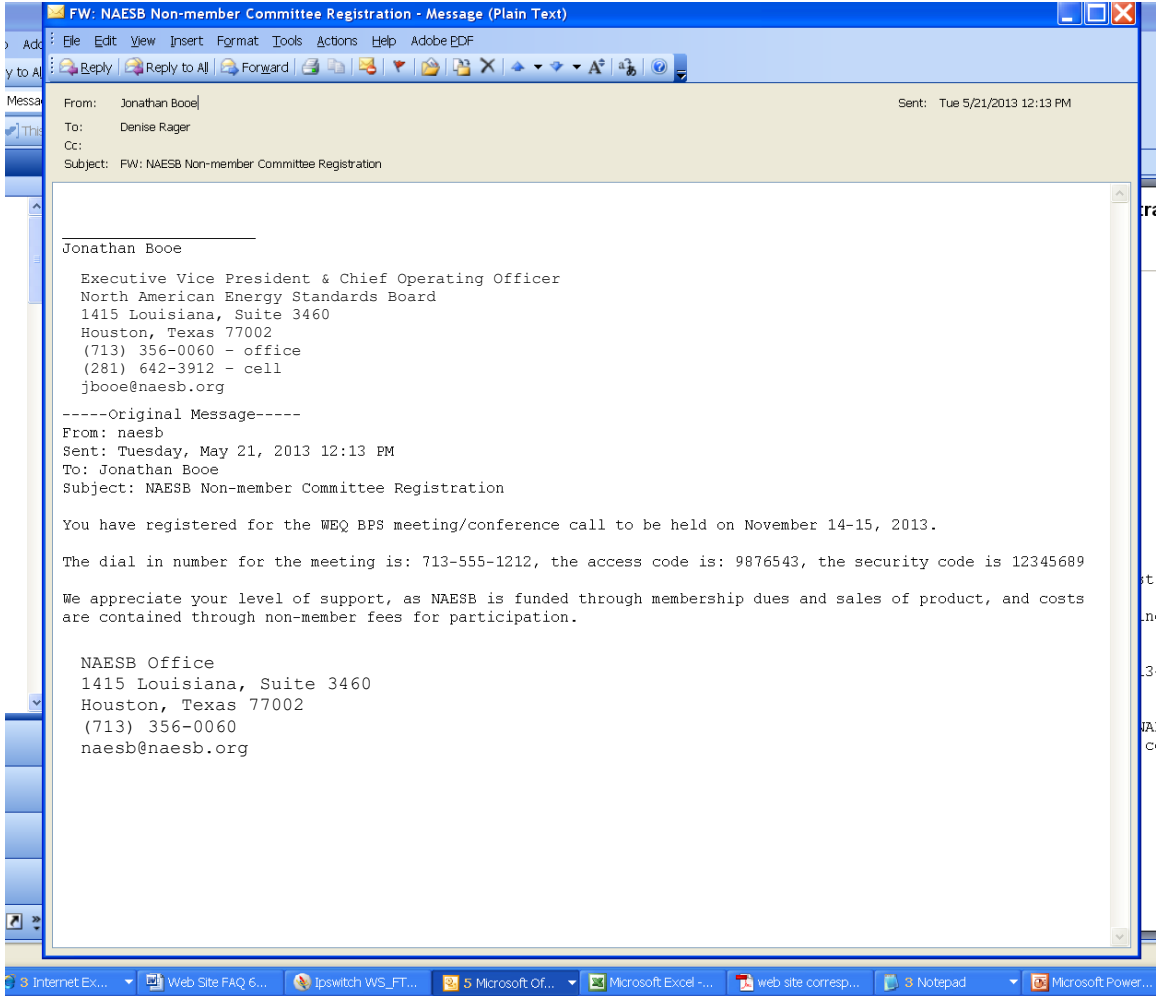 FW: NAESB Non-member Committee Registration - Message (Plain Text)
File Edit View Insert Format Tools Actions Help Adobe PDF
Reply Reply to All Forward
From: Jonathan Booe Sent: Tue 5/21/2013 12:13 PM
To: Denise Rager
Cc:
Subject: FW: NAESB Non-member Committee Registration
Jonathan Booe
Executive Vice President & Chief Operating Officer
North American Energy Standards Board
1415 Louisiana, Suite 3460
Houston, Texas 77002
(713) 356-0060 – office
(281) 642-3912 – cell
jbooe@naesb.org
-----Original Message-----
From: naesb
Sent: Tuesday, May 21, 2013 12:13 PM
To: Jonathan Booe
Subject: NAESB Non-member Committee Registration
You have registered for the WEQ BPS meeting/conference call to be held on November 14-15, 2013.
The dial in number for the meeting is: 713-555-1212, the access code is: 9876543, the security code is 12345689
We appreciate your level of support, as NAESB is funded through membership dues and sales of product, and costs
are contained through non-member fees for participation.
NAESB Office
1415 Louisiana, Suite 3460
Houston, Texas 77002
(713) 356-0060
naesb@naesb.org
3 Internet Ex... Web Site FAQ 6... Ipswitch WS_FT... 5 Microsoft Of... Microsoft Excel -... web site corresp... 3 Notepad Microsoft Power...